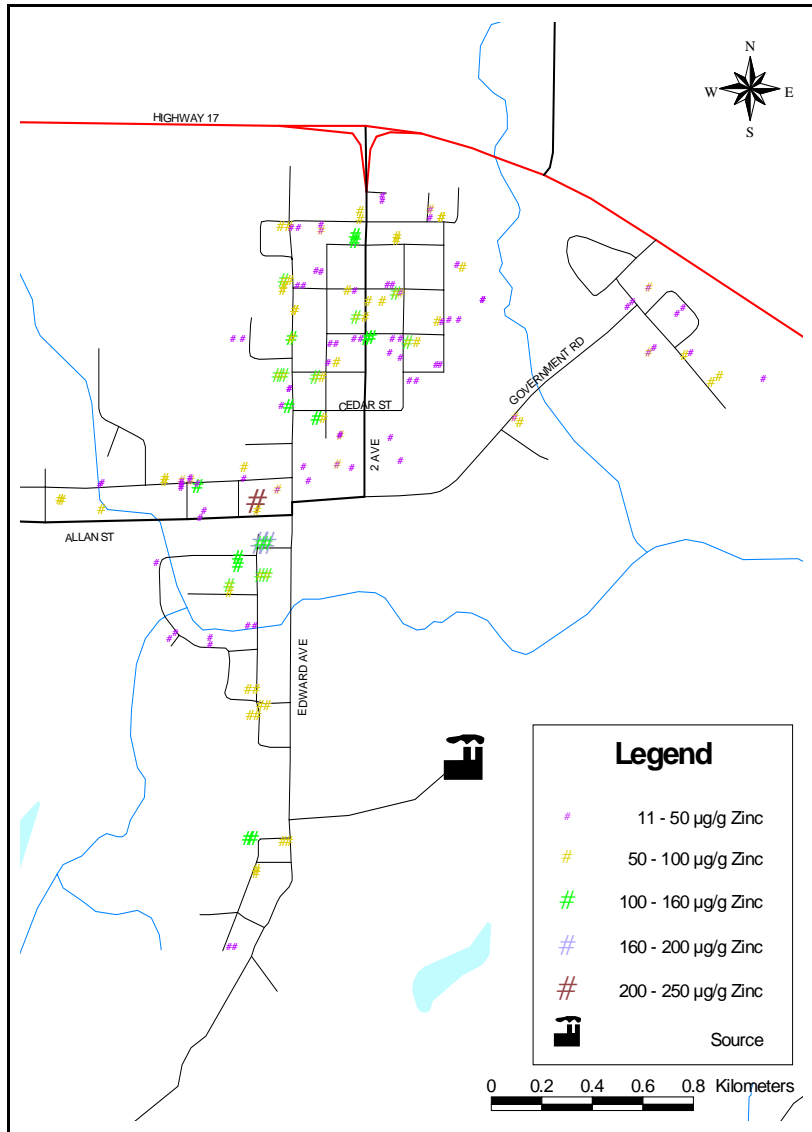 N
W E
S
HIGHWAY 17
GOVERNMENT RD
CEDAR ST
2 AVE
ALLAN ST
EDWARD AVE
Legend
# 11 - 50 µg/g Zinc
# 50 - 100 µg/g Zinc
# 100 - 160 µg/g Zinc
# 160 - 200 µg/g Zinc
# 200 - 250 µg/g Zinc
Source
0 0.2 0.4 0.6 0.8 Kilometers